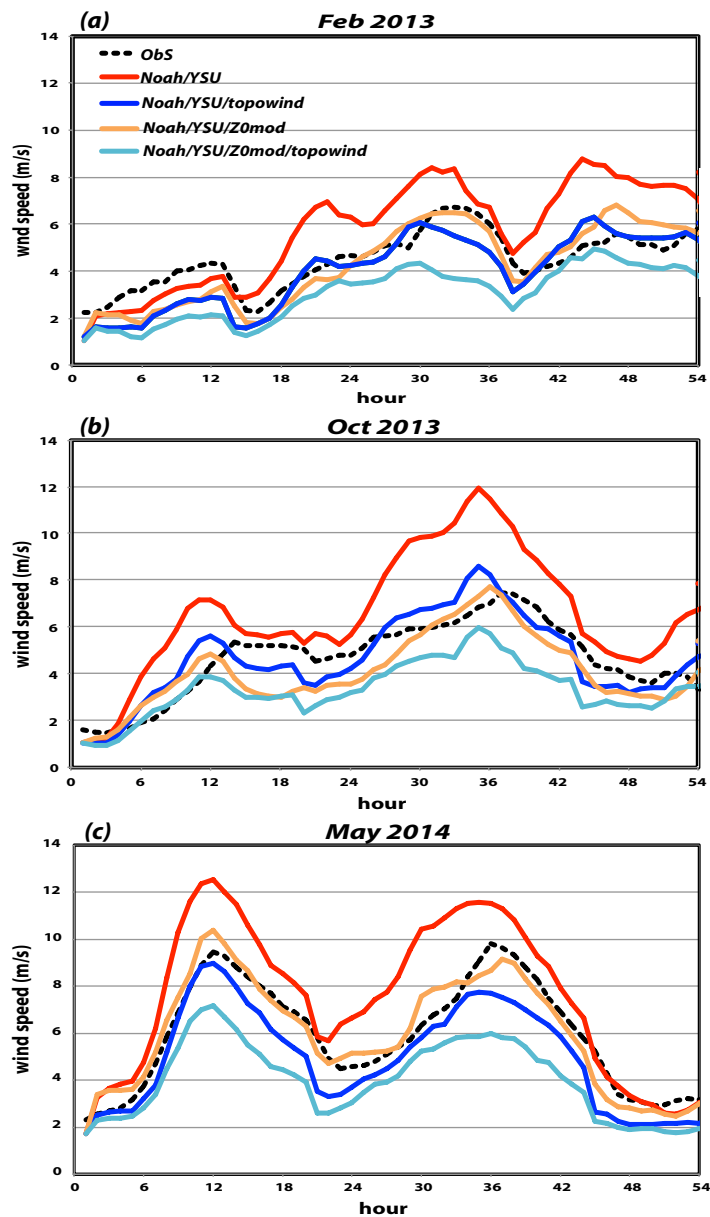 (a) Feb 2013
14
12
10
8
6
4
2
0
wnd speed (m/s)
ObS
Noah/YSU
Noah/YSU/topowind
Noah/YSU/Z0mod
Noah/YSU/Z0mod/topowind
0 6 12 18 24 30 36 42 48 54
hour
(b) Oct 2013
14
12
10
8
6
4
2
0
wind speed (m/s)
0 6 12 18 24 30 36 42 48 54
hour
(c) May 2014
14
12
10
8
6
4
2
0
wind speed (m/s)
0 6 12 18 24 30 36 42 48 54
hour